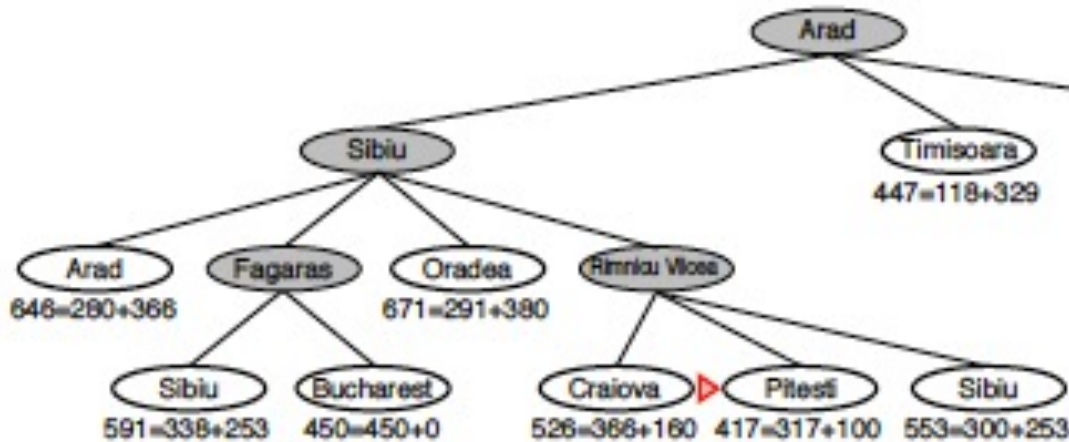 Arad
Sibiu
Timisoara
447=118+329
Arad
Fagaras
Oradea
Rimnicu Vilcea
646=280+366
671=291+380
Sibiu
Bucharest
Craiova
Pitesti
Sibiu
591=338+253
450=450+0
526=366+160
417=317+100
553=300+253